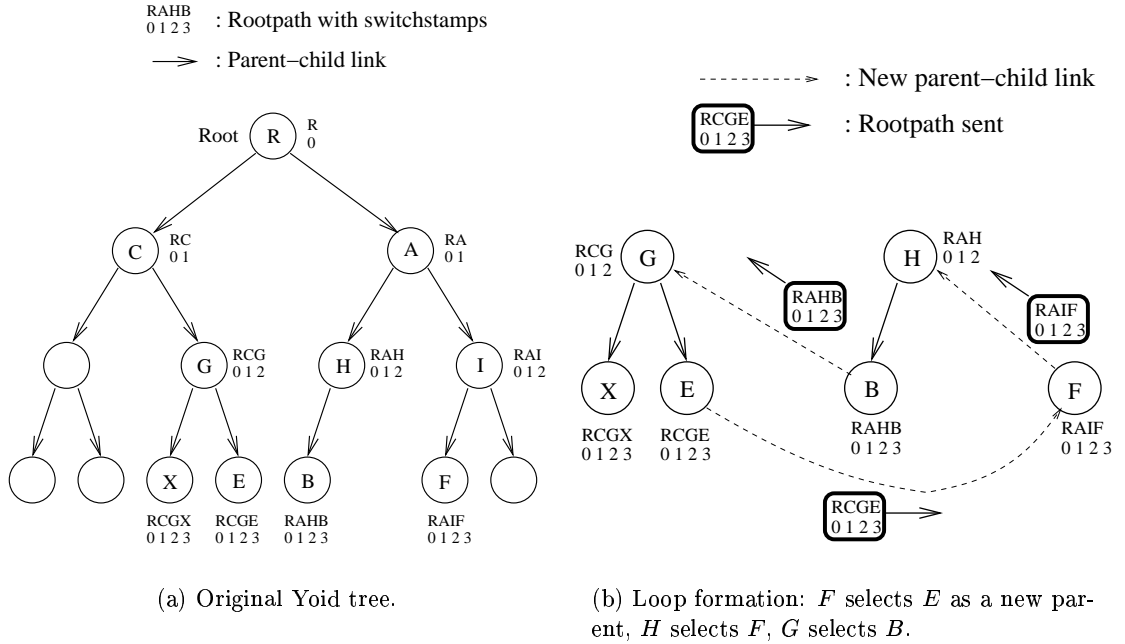 RAHB
0 1 2 3
: Rootpath with switchstamps
: Parent–child link
Root
R
R
0
C
RC
0 1
A
RA
0 1
G
RCG
0 1 2
H
RAH
0 1 2
I
RAI
0 1 2
X
E
B
F
RCGX
0 1 2 3
RCGE
0 1 2 3
RAHB
0 1 2 3
RAIF
0 1 2 3
(a) Original Yoid tree.
: New parent–child link
RCGE
0 1 2 3
: Rootpath sent
RCG
0 1 2
G
H
RAH
0 1 2
RAHB
0 1 2 3
RAIF
0 1 2 3
X
E
B
F
RCGX
0 1 2 3
RCGE
0 1 2 3
RAHB
0 1 2 3
RAIF
0 1 2 3
RCGE
0 1 2 3
(b) Loop formation: F selects E as a new par-
ent, H selects F, G selects B.